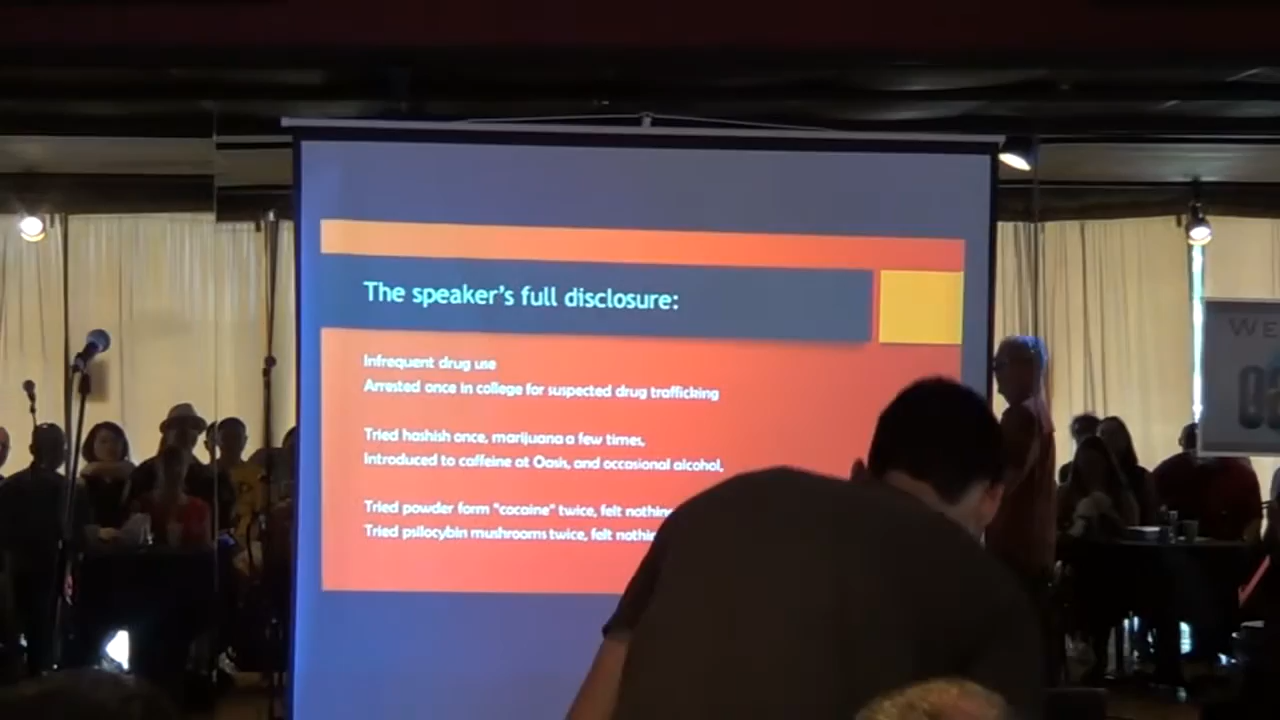 The speaker's full disclosure:
Infrequent drug use
Arrested once in college for suspected drug trafficking
Tried hashish once, marijuana a few times,
Introduced to caffeine at Oasis, and occasional alcohol,
Tried powder form "cocaine" twice, felt
Tried psilocybin mushrooms twice, felt